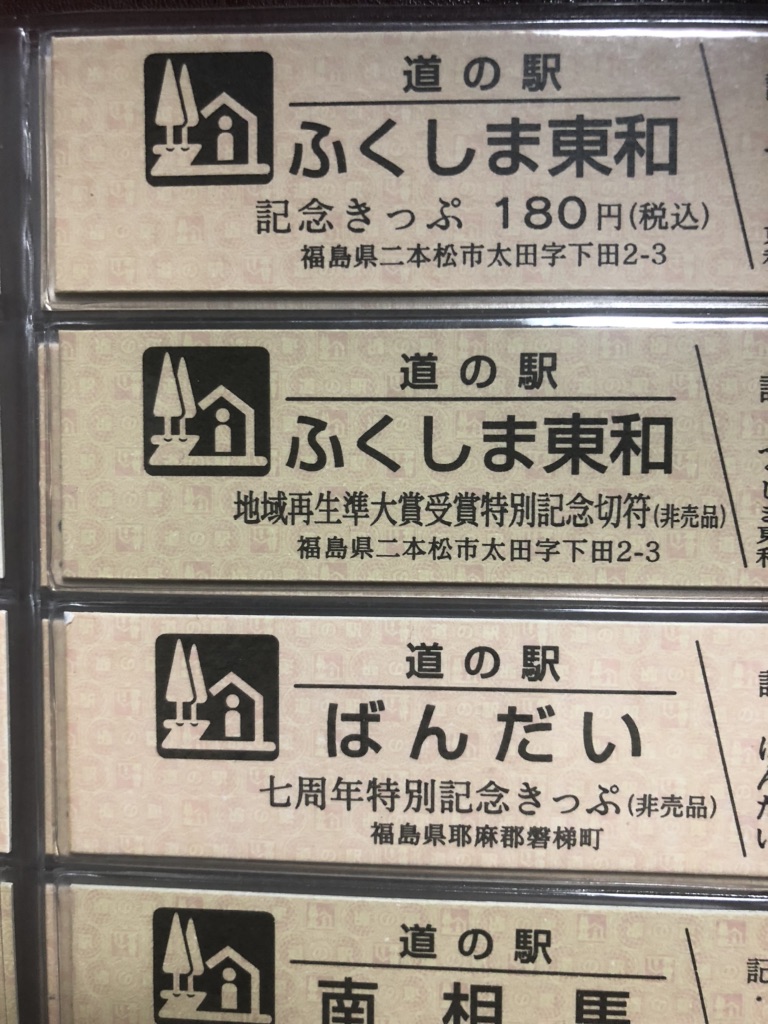 道の駅
ふくしま東和
記念きっぷ 180円(税込)
福島県二本松市太田字下田2-3
道の駅
ふくしま東和
地域再生準大賞受賞特別記念切符(非売品)
福島県二本松市太田字下田2-3
道の駅
ばんだい
七周年特別記念きっぷ(非売品)
福島県耶麻郡磐梯町
道の駅
南相馬